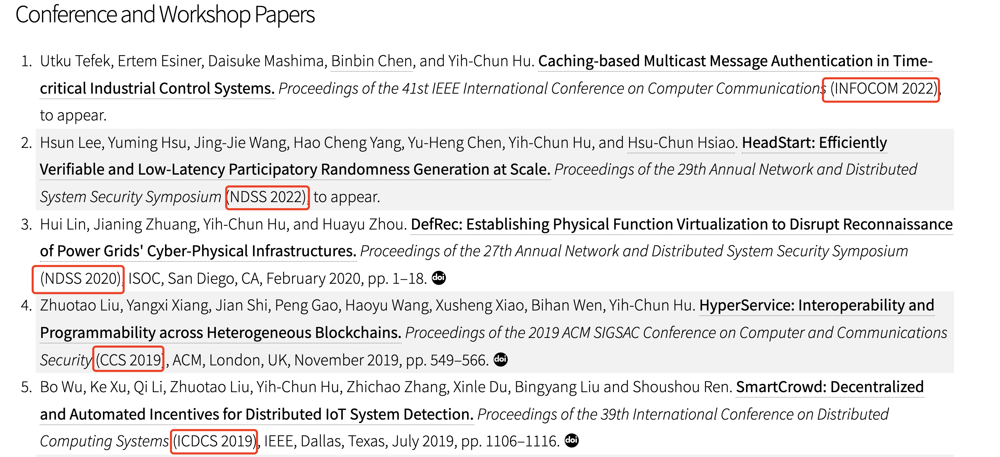 Conference and Workshop Papers
1. Utku Tefek, Ertem Esiner, Daisuke Mashima, Binbin Chen, and Yih-Chun Hu. Caching-based Multicast Message Authentication in Time-
critical Industrial Control Systems. Proceedings of the 41st IEEE International Conference on Computer Communications (INFOCOM 2022),
to appear.
2. Hsun Lee, Yuming Hsu, Jing-Jie Wang, Hao Cheng Yang, Yu-Heng Chen, Yih-Chun Hu, and Hsu-Chun Hsiao. HeadStart: Efficiently
Verifiable and Low-Latency Participatory Randomness Generation at Scale. Proceedings of the 29th Annual Network and Distributed
System Security Symposium (NDSS 2022), to appear.
3. Hui Lin, Jianing Zhuang, Yih-Chun Hu, and Huayu Zhou. DefRec: Establishing Physical Function Virtualization to Disrupt Reconnaissance
of Power Grids' Cyber-Physical Infrastructures. Proceedings of the 27th Annual Network and Distributed System Security Symposium
(NDSS 2020), ISOC, San Diego, CA, February 2020, pp. 1–18. doi
4. Zhuotao Liu, Yangxi Xiang, Jian Shi, Peng Gao, Haoyu Wang, Xusheng Xiao, Bihan Wen, Yih-Chun Hu. HyperService: Interoperability and
Programmability across Heterogeneous Blockchains. Proceedings of the 2019 ACM SIGSAC Conference on Computer and Communications
Security (CCS 2019), ACM, London, UK, November 2019, pp. 549–566. doi
5. Bo Wu, Ke Xu, Qi Li, Zhuotao Liu, Yih-Chun Hu, Zhichao Zhang, Xinle Du, Bingyang Liu and Shoushou Ren. SmartCrowd: Decentralized
and Automated Incentives for Distributed IoT System Detection. Proceedings of the 39th International Conference on Distributed
Computing Systems (ICDCS 2019), IEEE, Dallas, Texas, July 2019, pp. 1106–1116. doi